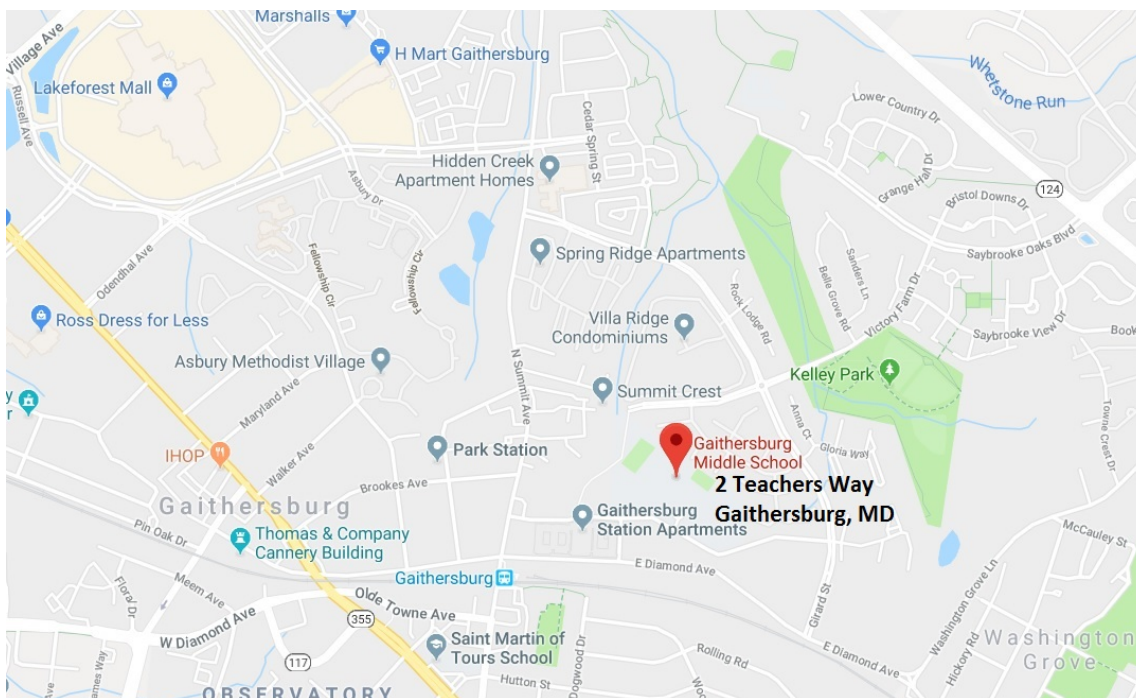 Marshalls
H Mart Gaithersburg
Village Ave
Lakeforest Mall
Russell Ave
Whetstone Run
Lower Country Dr
Cedar Spring St
Hidden Creek
Apartment Homes
Grange Hall Dr
124
Asbury Dr
Bristol Downs Dr
Saybrooke Oaks Blvd
Spring Ridge Apartments
Odendhal Ave
Fellowship Cir
Fellowship Cir
Sanders Ln
Belle Grove Rd
Rock Lodge Rd
Victory Farm Dr
Ross Dress for Less
Villa Ridge
Condominiums
Saybrooke View Dr
Book
Asbury Methodist Village
N Summit Ave
Kelley Park
Summit Crest
Maryland Ave
Anna Ct
Towne Crest Dr
Gaithersburg
Middle School
Gloria Way
IHOP
Park Station
Walker Ave
2 Teachers Way
Gaithersburg, MD
Brookes Ave
Gaithersburg
Gaithersburg
Station Apartments
Pin Oak Dr
Thomas & Company
Cannery Building
McCauley St
E Diamond Ave
Gaithersburg
Flora Dr
Meem Ave
Olde Towne Ave
Girard St
Washington Grove Ln
355
W Diamond Ave
Saint Martin of
Tours School
Hickory Rd
Washington
Grove
117
Dogwood Dr
Rolling Rd
E Diamond Ave
James Way
Hutton St
OBSERVATORY